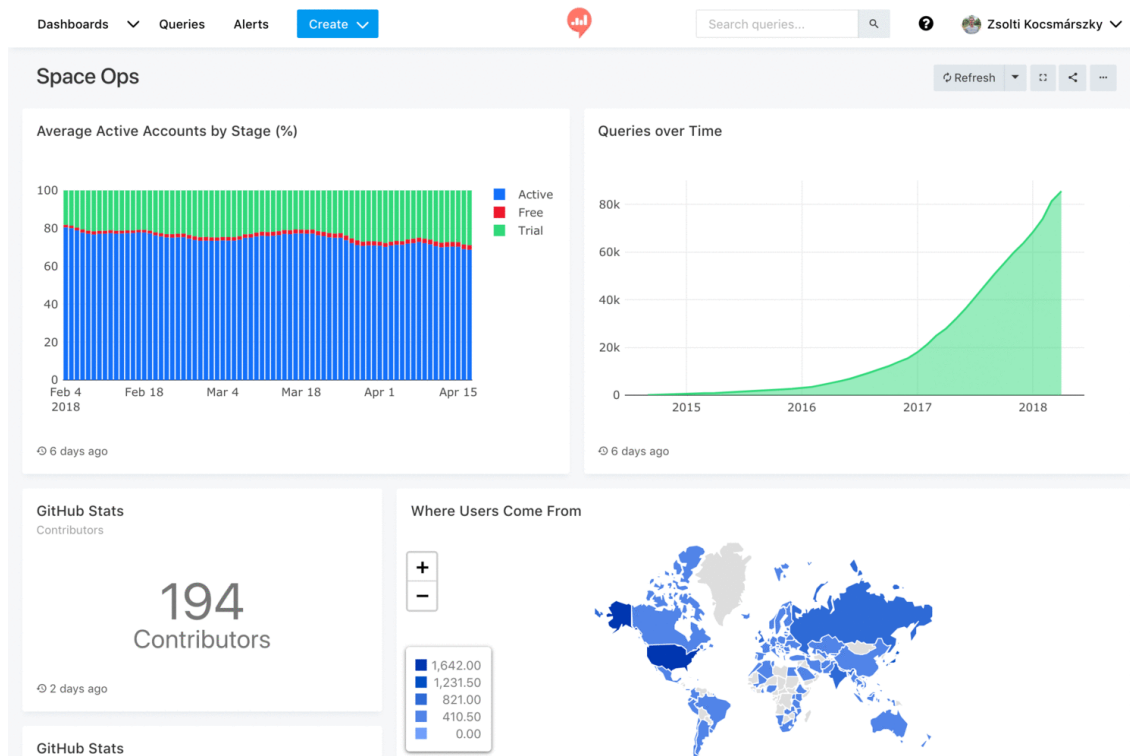 Dashboards
Queries
Alerts
Create
Search queries...
Zsolti Kocsmárszky
Space Ops
Refresh
Average Active Accounts by Stage (%)
100
80
60
40
20
0
Feb 4
2018
Feb 18
Mar 4
Mar 18
Apr 1
Apr 15
Active
Free
Trial
6 days ago
Queries over Time
80k
60k
40k
20k
0
2015
2016
2017
2018
6 days ago
GitHub Stats
Contributors
194
Contributors
2 days ago
Where Users Come From
+
−
1,642.00
1,231.50
821.00
410.50
0.00
GitHub Stats